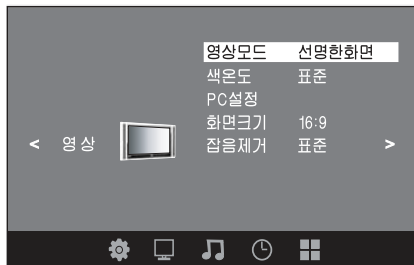 영상모드 선명한화면
색온도 표준
PC설정
화면크기 16:9
잡음제거 표준
< 영상 >